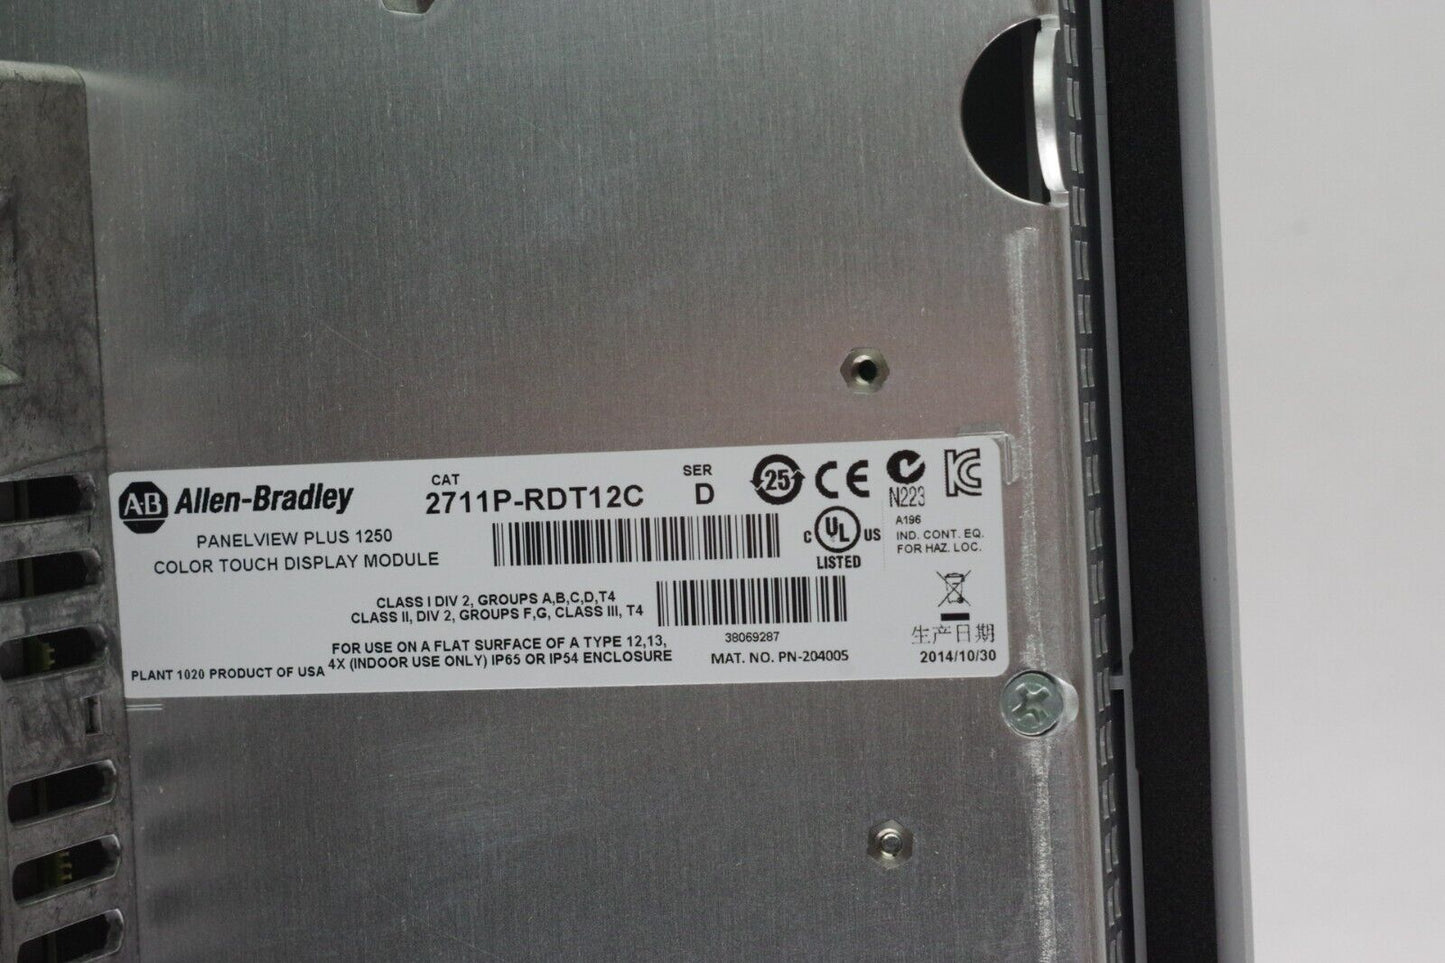 AB Allen-Bradley
CAT
2711P-RDT12C
SER
D
25
CE
N223
KC
PANELVIEW PLUS 1250
COLOR TOUCH DISPLAY MODULE
C UL US
LISTED
A196
IND. CONT. EQ.
FOR HAZ. LOC.
CLASS I DIV 2, GROUPS A,B,C,D,T4
CLASS II, DIV 2, GROUPS F,G, CLASS III, T4
FOR USE ON A FLAT SURFACE OF A TYPE 12,13,
4X (INDOOR USE ONLY) IP65 OR IP54 ENCLOSURE
PLANT 1020 PRODUCT OF USA
38069287
MAT. NO. PN-204005
生产日期
2014/10/30